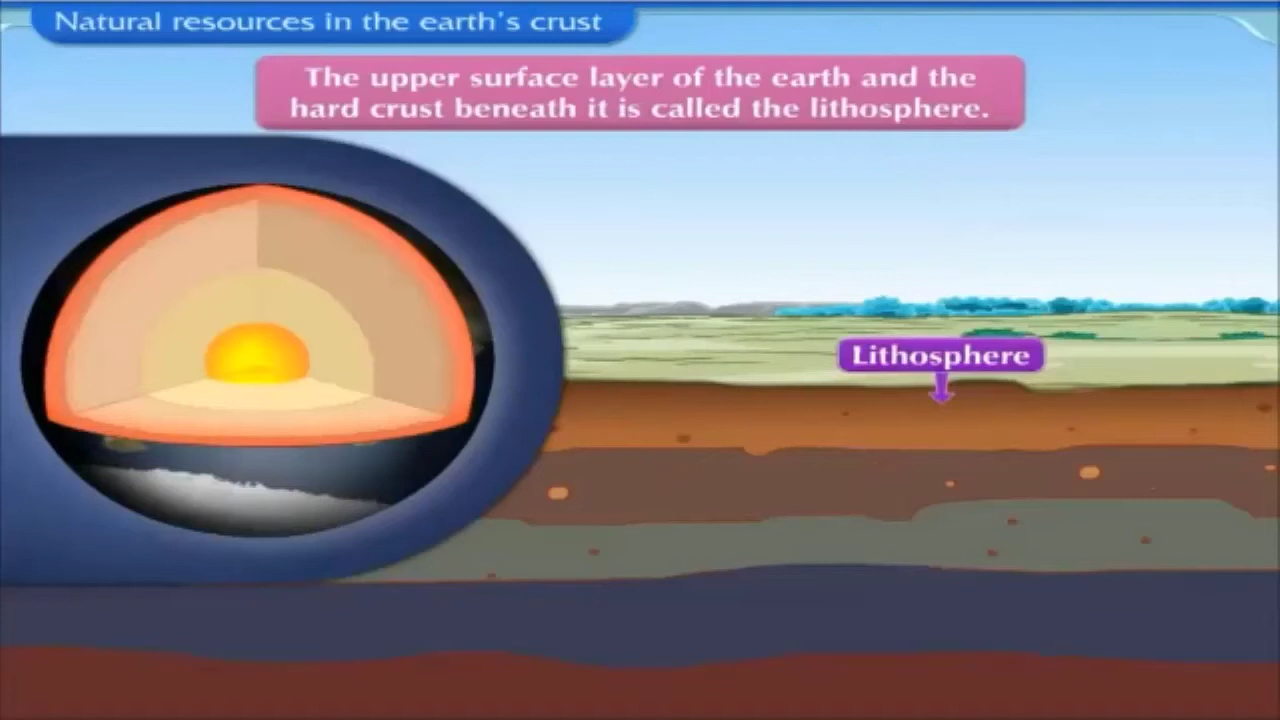 Natural resources in the earth's crust
The upper surface layer of the earth and the
hard crust beneath it is called the lithosphere.
Lithosphere